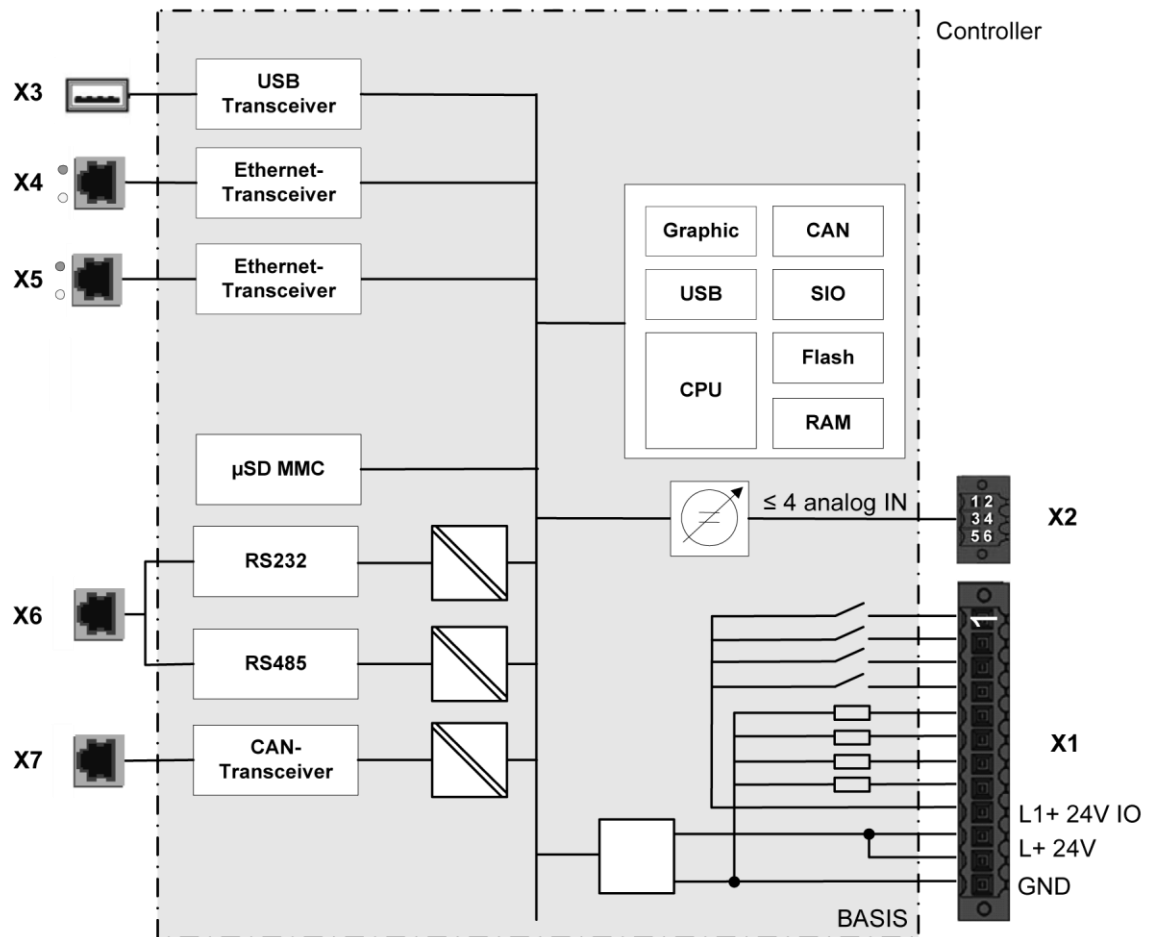 Controller
X3
USB
Transceiver
X4
Ethernet-
Transceiver
X5
Ethernet-
Transceiver
Graphic
CAN
USB
SIO
CPU
Flash
RAM
µSD MMC
≤ 4 analog IN
1 2
3 4
5 6
X2
RS232
X6
RS485
1
X7
CAN-
Transceiver
X1
L1+ 24V IO
L+ 24V
GND
BASIS